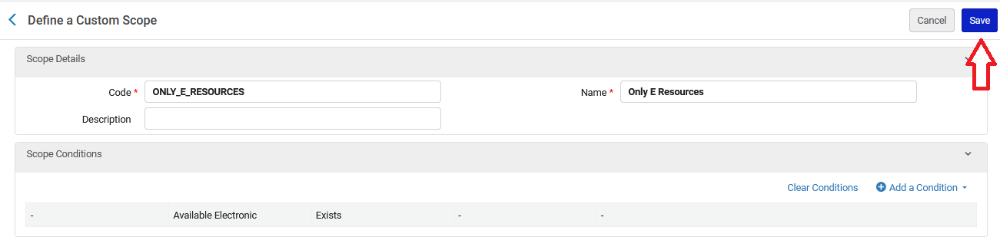 Define a Custom Scope
Cancel Save
Scope Details
Code * ONLY_E_RESOURCES Name * Only E Resources
Description
Scope Conditions
Clear Conditions Add a Condition
- Available Electronic Exists - -